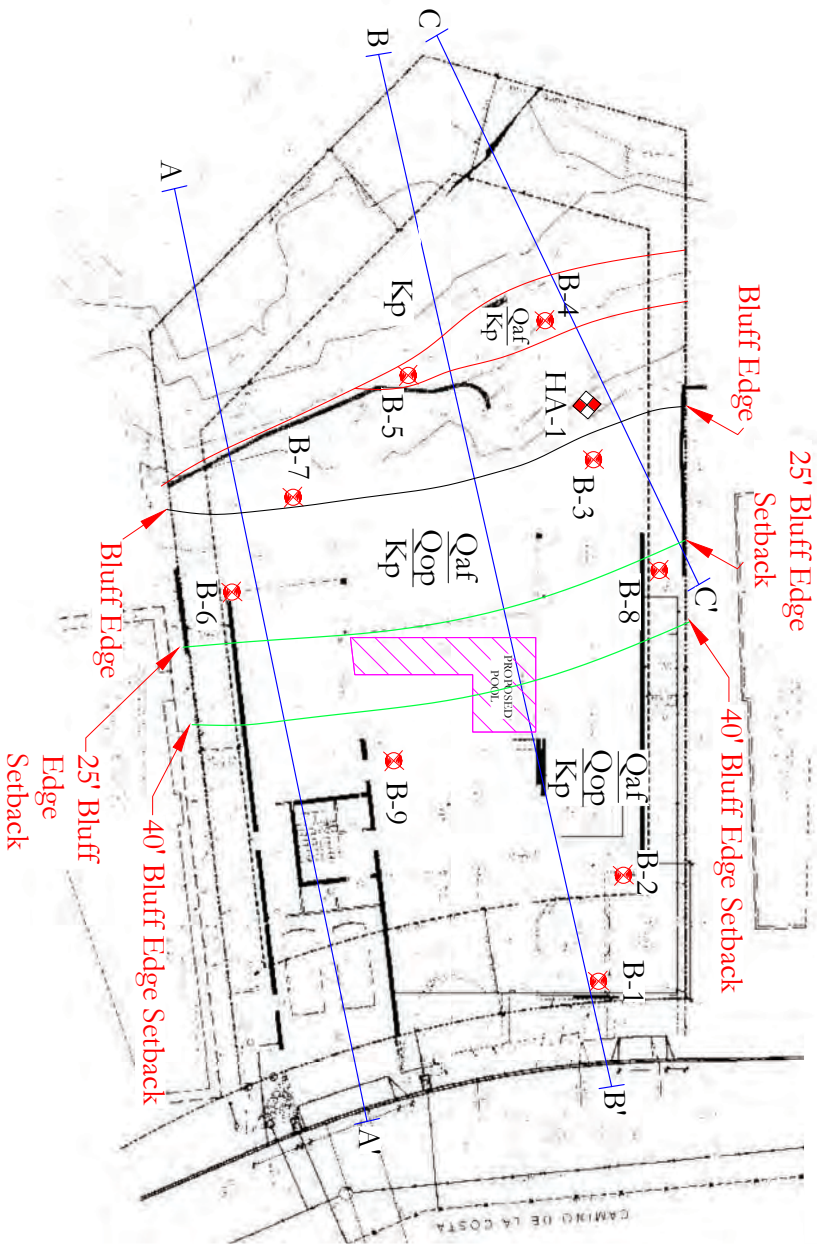 C
B
A
C'
B'
A'
Bluff Edge
25' Bluff Edge
Setback
40' Bluff Edge Setback
Bluff Edge
25' Bluff
Edge
Setback
40' Bluff Edge Setback
B-4
HA-1
B-3
B-8
B-2
B-1
B-5
B-7
B-6
B-9
Kp
Qaf
Kp
Qaf
Qop
Kp
Qaf
Qop
Kp
PROPOSED
POOL
CAMINO DE LA COSTA